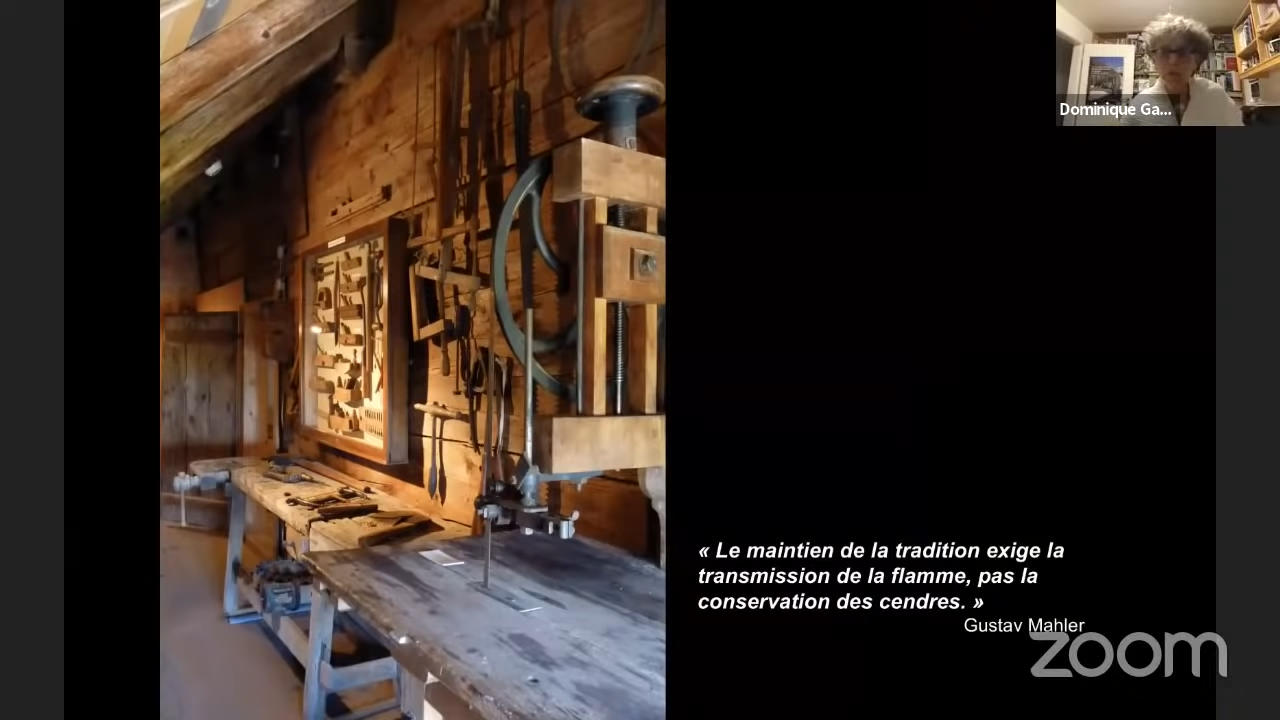 Dominique Ga...
« Le maintien de la tradition exige la
transmission de la flamme, pas la
conservation des cendres. »
Gustav Mahler
zoom